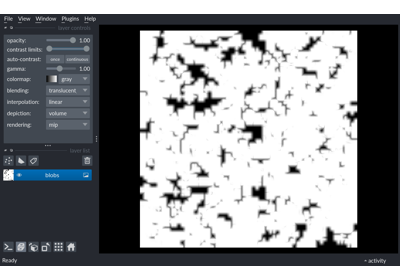 File View Window Plugins Help
layer controls
opacity: 1.00
contrast limits:
auto-contrast: once continuous
gamma: 1.00
colormap: gray
blending: translucent
interpolation: linear
depiction: volume
rendering: mip
layer list
blobs
Ready
activity